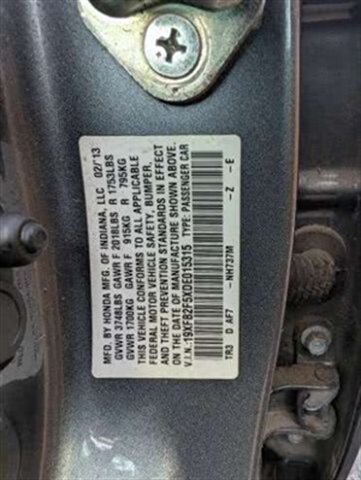 MFD. BY HONDA MFG. OF INDIANA, LLC 02/13
GVWR 3748LBS GAWR F 2018LBS R 1753LBS
GVWR 1700KG GAWR F 915KG R 795KG
THIS VEHICLE CONFORMS TO ALL APPLICABLE
FEDERAL MOTOR VEHICLE SAFETY, BUMPER,
AND THEFT PREVENTION STANDARDS IN EFFECT
ON THE DATE OF MANUFACTURE SHOWN ABOVE.
V.I.N.:19XFB2F5XDE015315 TYPE: PASSENGER CAR
TR3 D AF7 -NH737M -Z -E